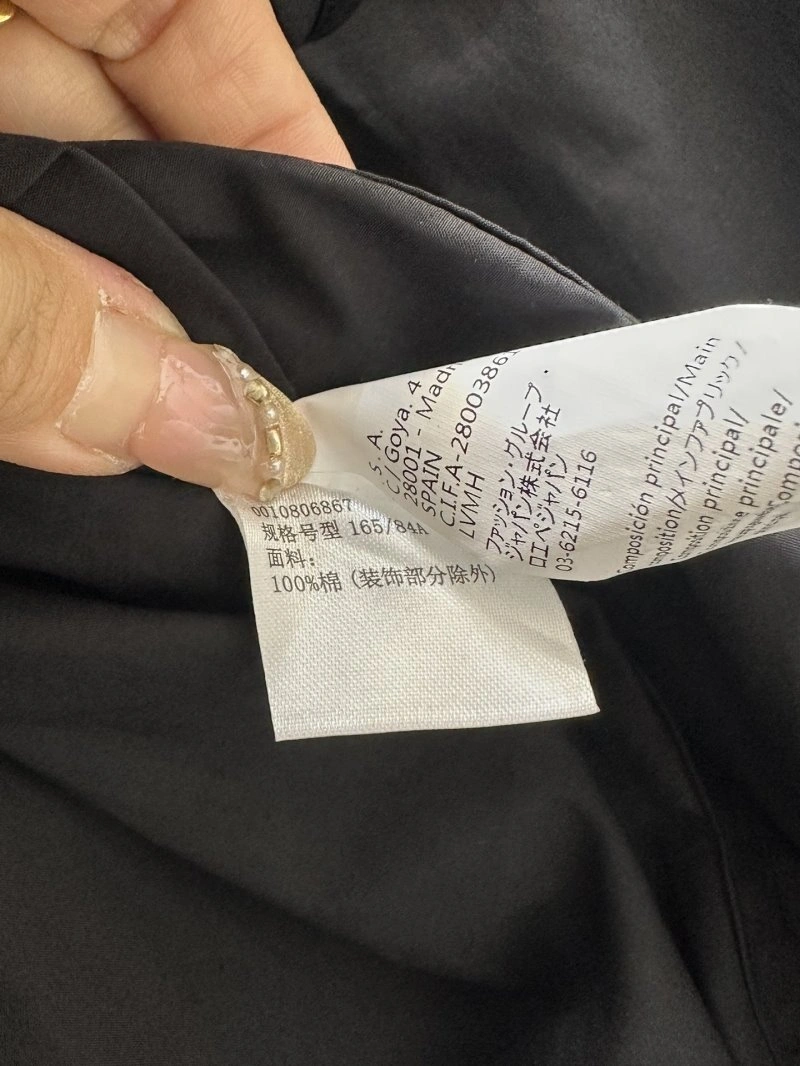 0010806867
规格号型 165/84A
面料：
100%棉 (装饰部分除外)
S. A.
C/ Goya. 4
28001 - Madr
SPAIN
C.I.F.A-2800386
LVMH
ファッション・グループ・
ジャパン株式会社
ロエベジャパン
03-6215-6116
Composición principal/Main
position/メインファブリック/
principal/
principale/